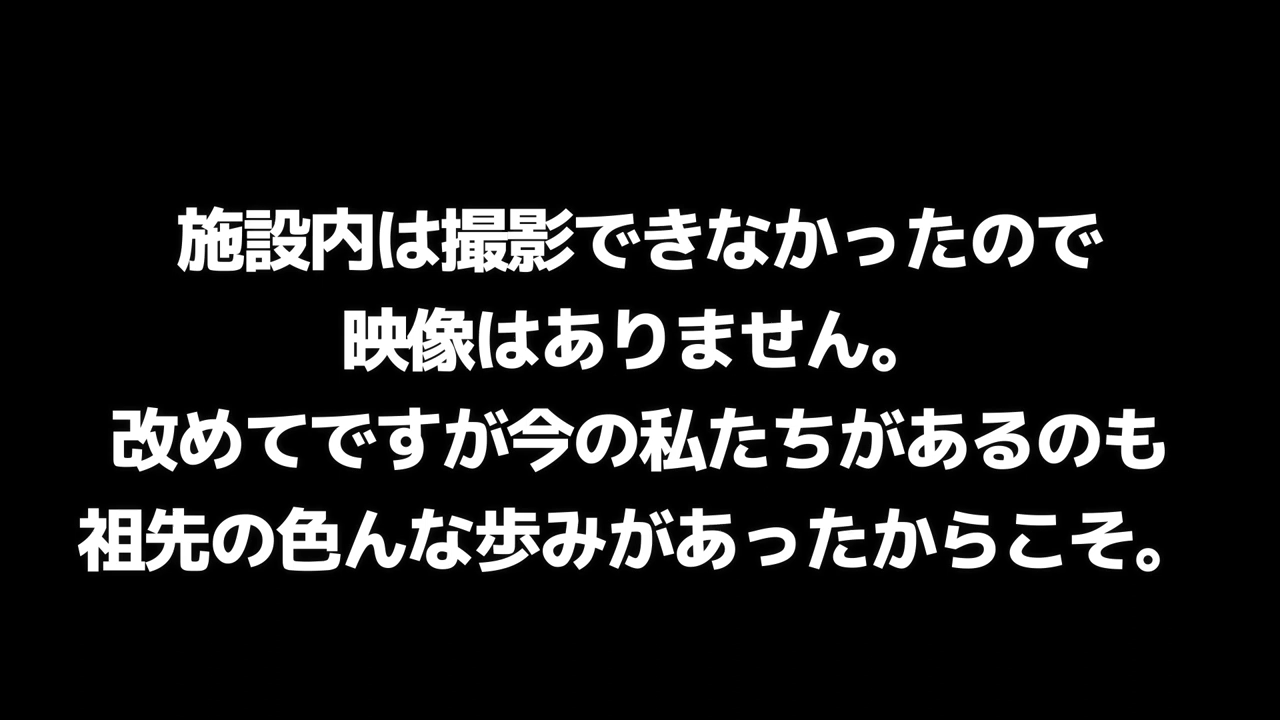 施設内は撮影できなかったので
映像はありません。
改めてですが今の私たちがあるのも
祖先の色んな歩みがあったからこそ。